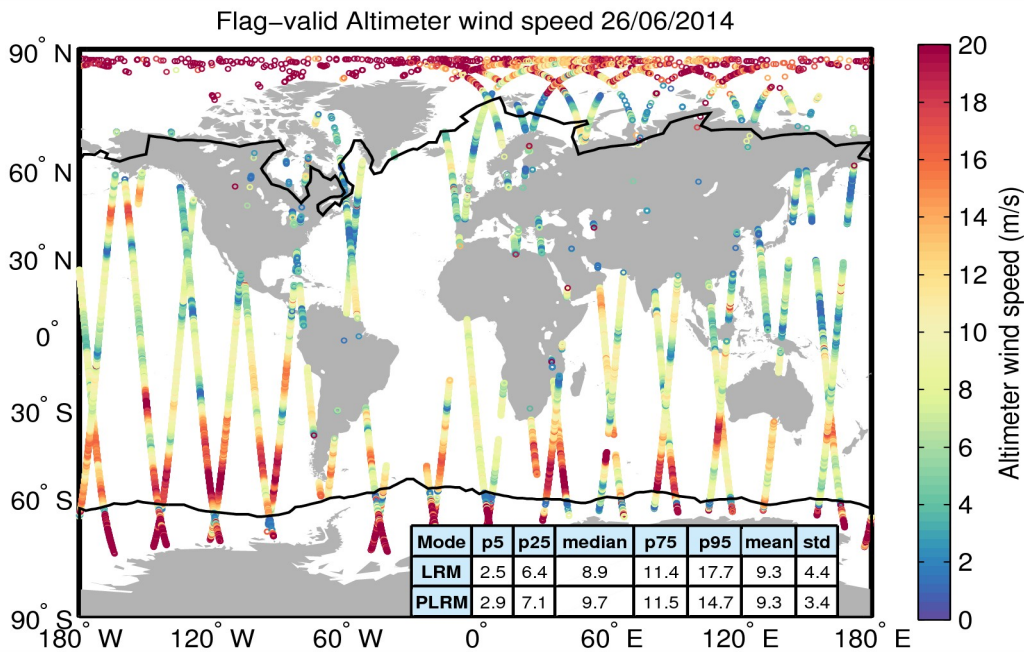 Flag−valid Altimeter wind speed 26/06/2014
90° N
60° N
30° N
0°
30° S
60° S
90° S
180° W
120° W
60° W
0°
60° E
120° E
180° E
Mode p5 p25 median p75 p95 mean std
LRM 2.5 6.4 8.9 11.4 17.7 9.3 4.4
PLRM 2.9 7.1 9.7 11.5 14.7 9.3 3.4
20
18
16
14
12
10
8
6
4
2
0
Altimeter wind speed (m/s)